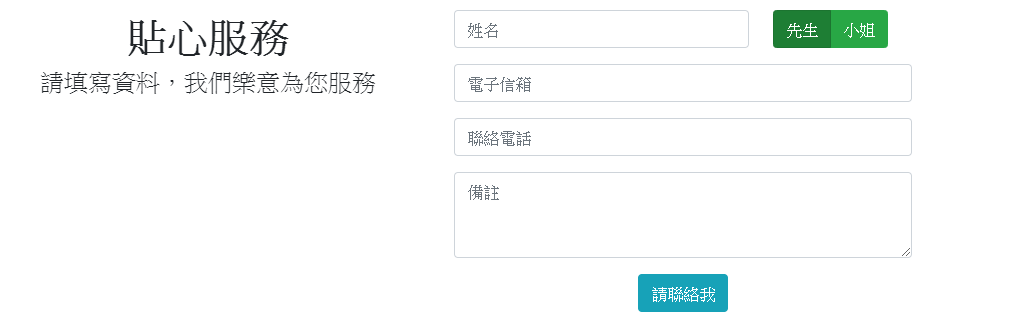 貼心服務
請填寫資料，我們樂意為您服務
姓名
先生 小姐
電子信箱
聯絡電話
備註
請聯絡我